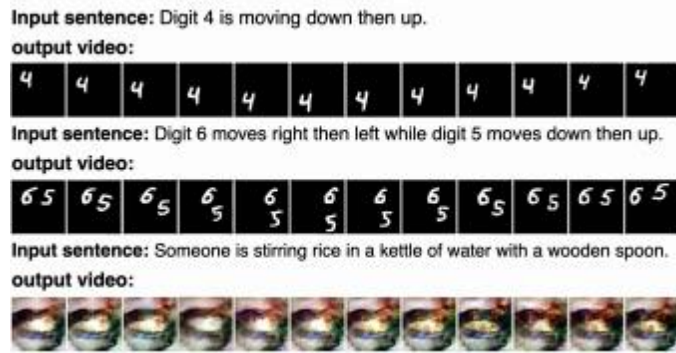 Input sentence: Digit 4 is moving down then up.
output video:
4 4 4 4 4 4 4 4 4 4 4 4
Input sentence: Digit 6 moves right then left while digit 5 moves down then up.
output video:
6 5 6 5 6 5 6 5 6 5 6 5 6 5 6 5 6 5 6 5 6 5 6 5
Input sentence: Someone is stirring rice in a kettle of water with a wooden spoon.
output video: